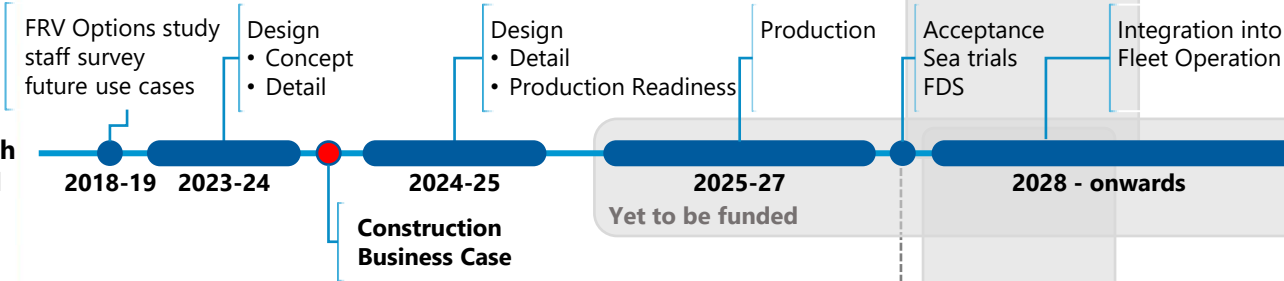 FRV Options study
staff survey
future use cases
Design
• Concept
• Detail
Design
• Detail
• Production Readiness
Production
Acceptance
Sea trials
FDS
Integration into
Fleet Operation
2018-19
2023-24
2024-25
2025-27
2028 - onwards
Yet to be funded
Construction
Business Case